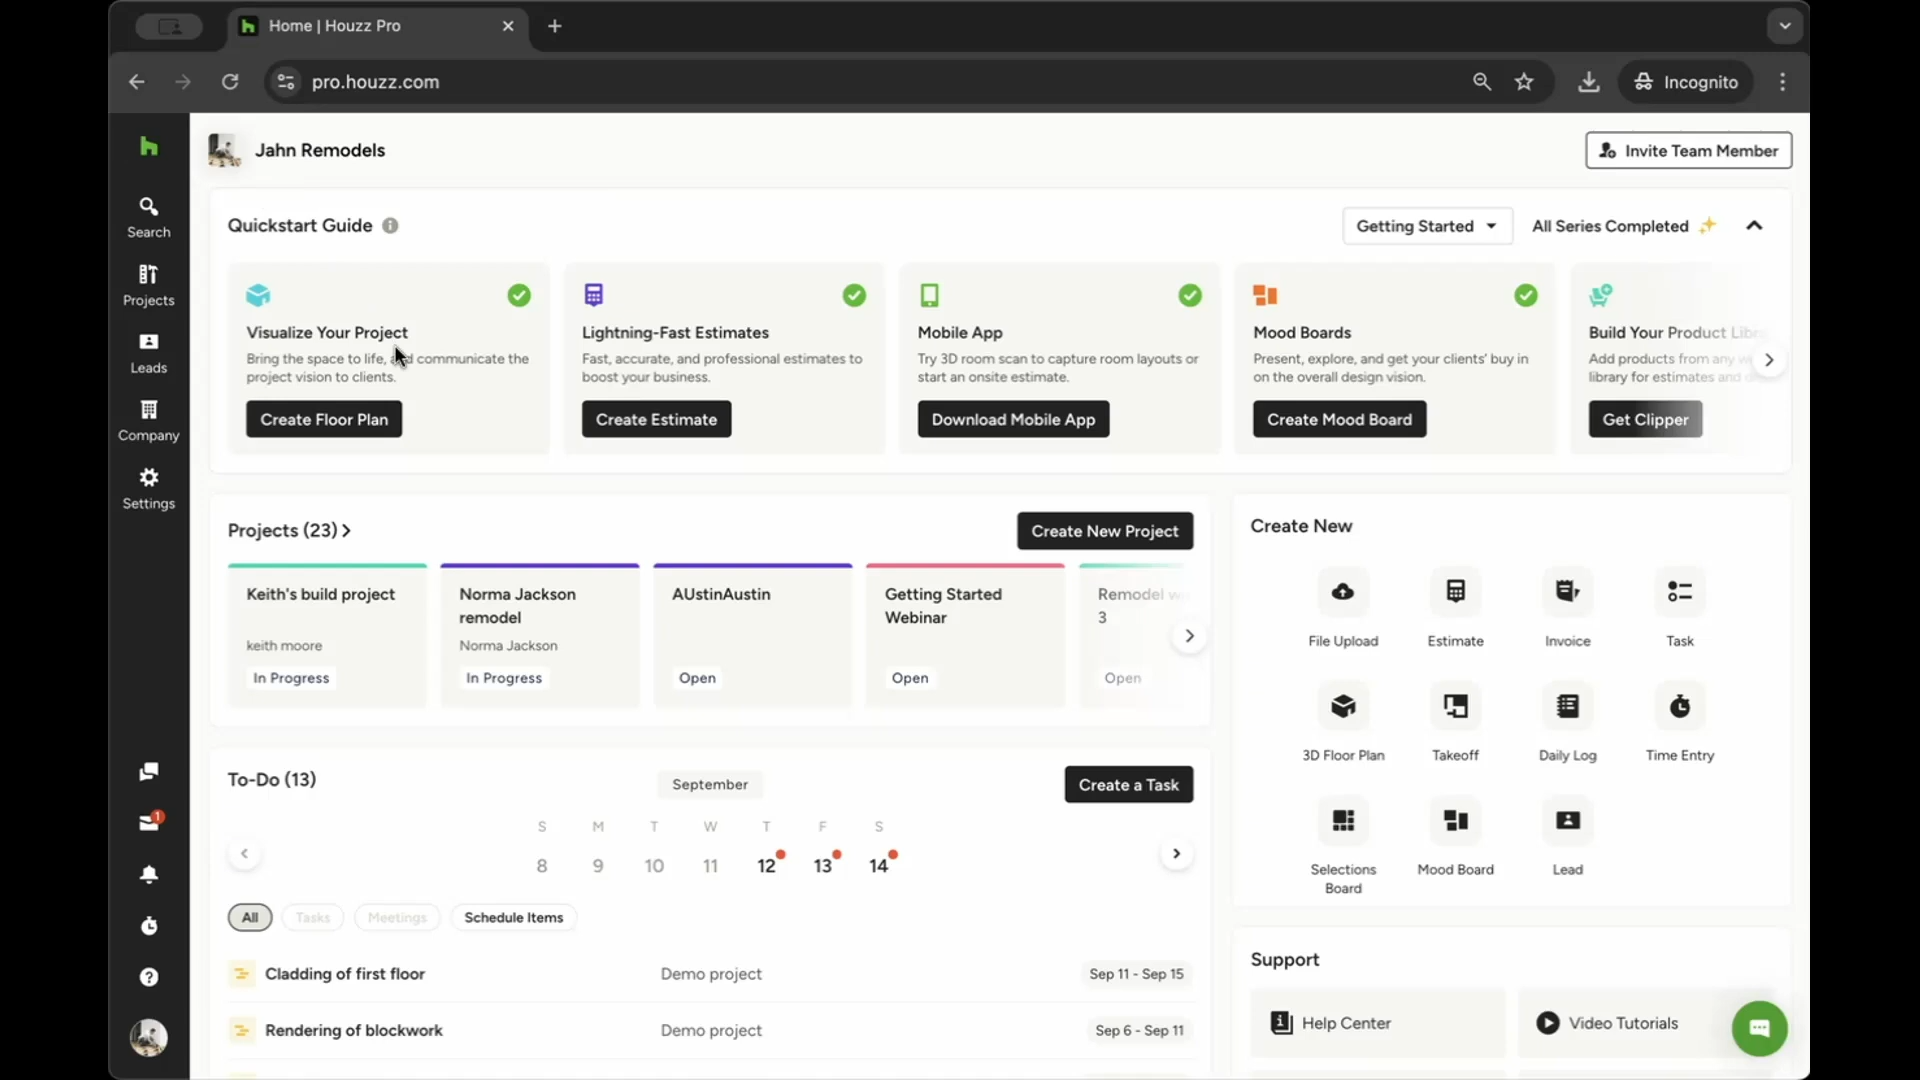 Home | Houzz Pro
pro.houzz.com
Incognito
Jahn Remodels
Invite Team Member
Search
Projects
Leads
Company
Settings
1
Quickstart Guide
Getting Started
All Series Completed
Visualize Your Project
Bring the space to life, and communicate the
project vision to clients.
Create Floor Plan
Lightning-Fast Estimates
Fast, accurate, and professional estimates to
boost your business.
Create Estimate
Mobile App
Try 3D room scan to capture room layouts or
start an onsite estimate.
Download Mobile App
Mood Boards
Present, explore, and get your clients' buy in
on the overall design vision.
Create Mood Board
Build Your Product
Add products from any
library for estimates and
Get Clipper
Projects (23)
Create New Project
Keith's build project
keith moore
In Progress
Norma Jackson
remodel
Norma Jackson
In Progress
AUstinAustin
Open
Getting Started
Webinar
Open
Remodel
3
Open
Create New
File Upload
Estimate
Invoice
Task
3D Floor Plan
Takeoff
Daily Log
Time Entry
Selections
Board
Mood Board
Lead
To-Do (13)
September
Create a Task
S M T W T F S
8 9 10 11 12 13 14
All
Tasks
Meetings
Schedule Items
Cladding of first floor
Demo project
Sep 11 - Sep 15
Rendering of blockwork
Demo project
Sep 6 - Sep 11
Support
Help Center
Video Tutorials